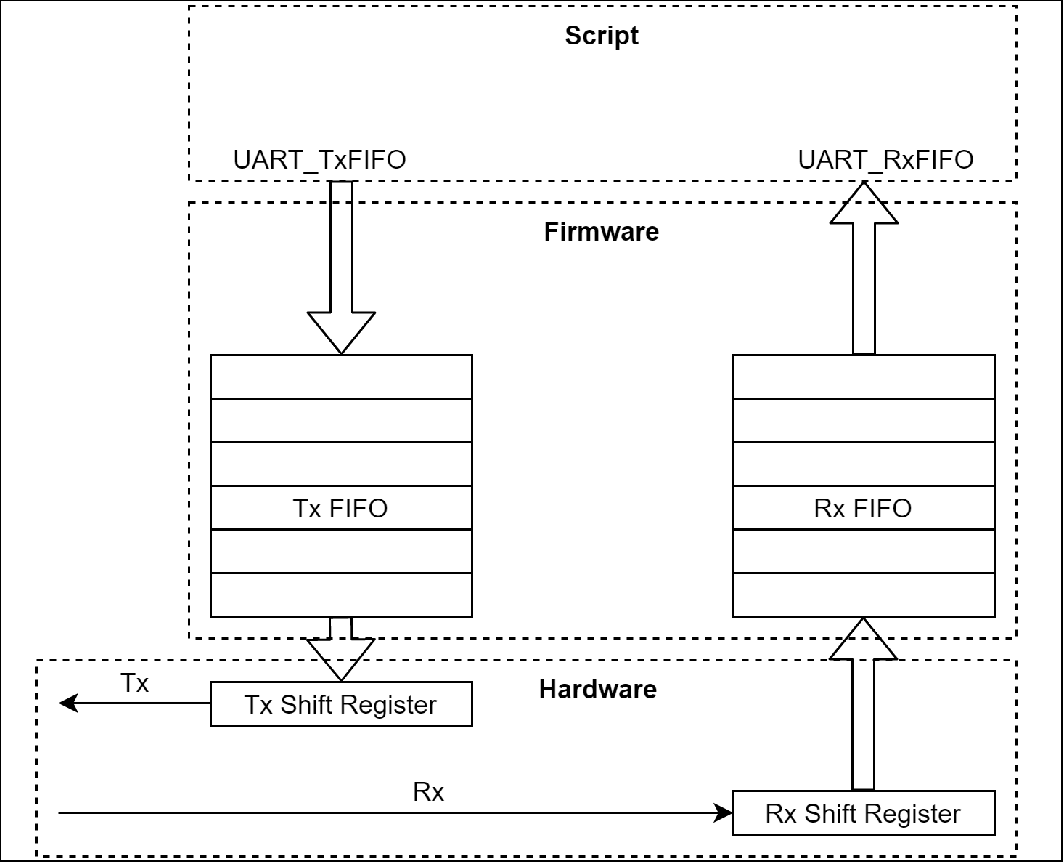 Script
UART_TxFIFO
UART_RxFIFO
Firmware
Tx FIFO
Rx FIFO
Hardware
Tx
Tx Shift Register
Rx
Rx Shift Register